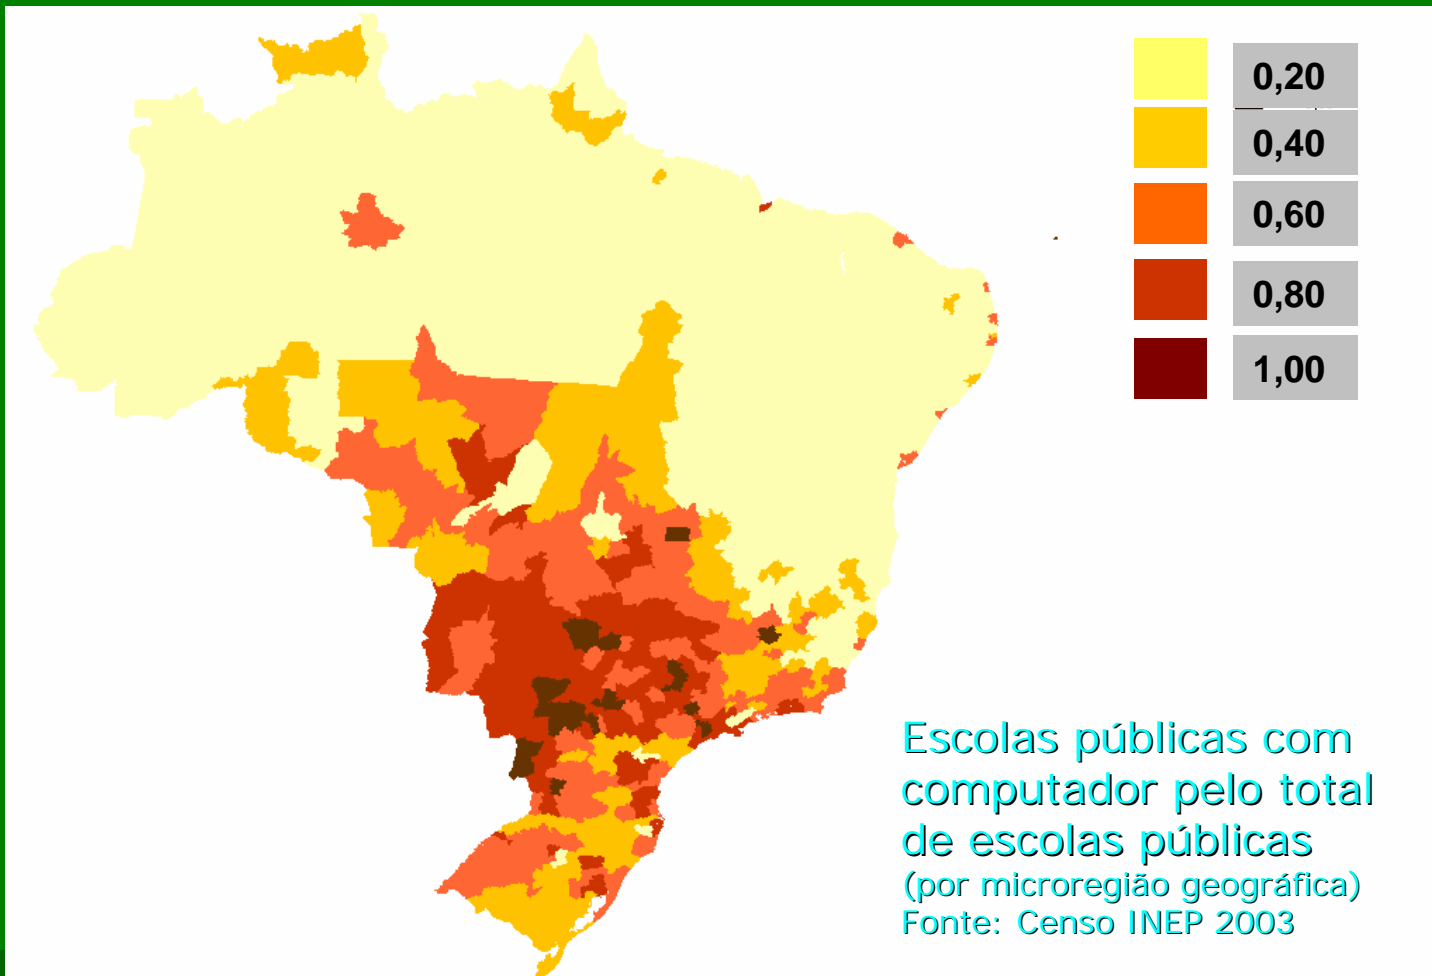 0,20
0,40
0,60
0,80
1,00
Escolas públicas com
computador pelo total
de escolas públicas
(por microregião geográfica)
Fonte: Censo INEP 2003